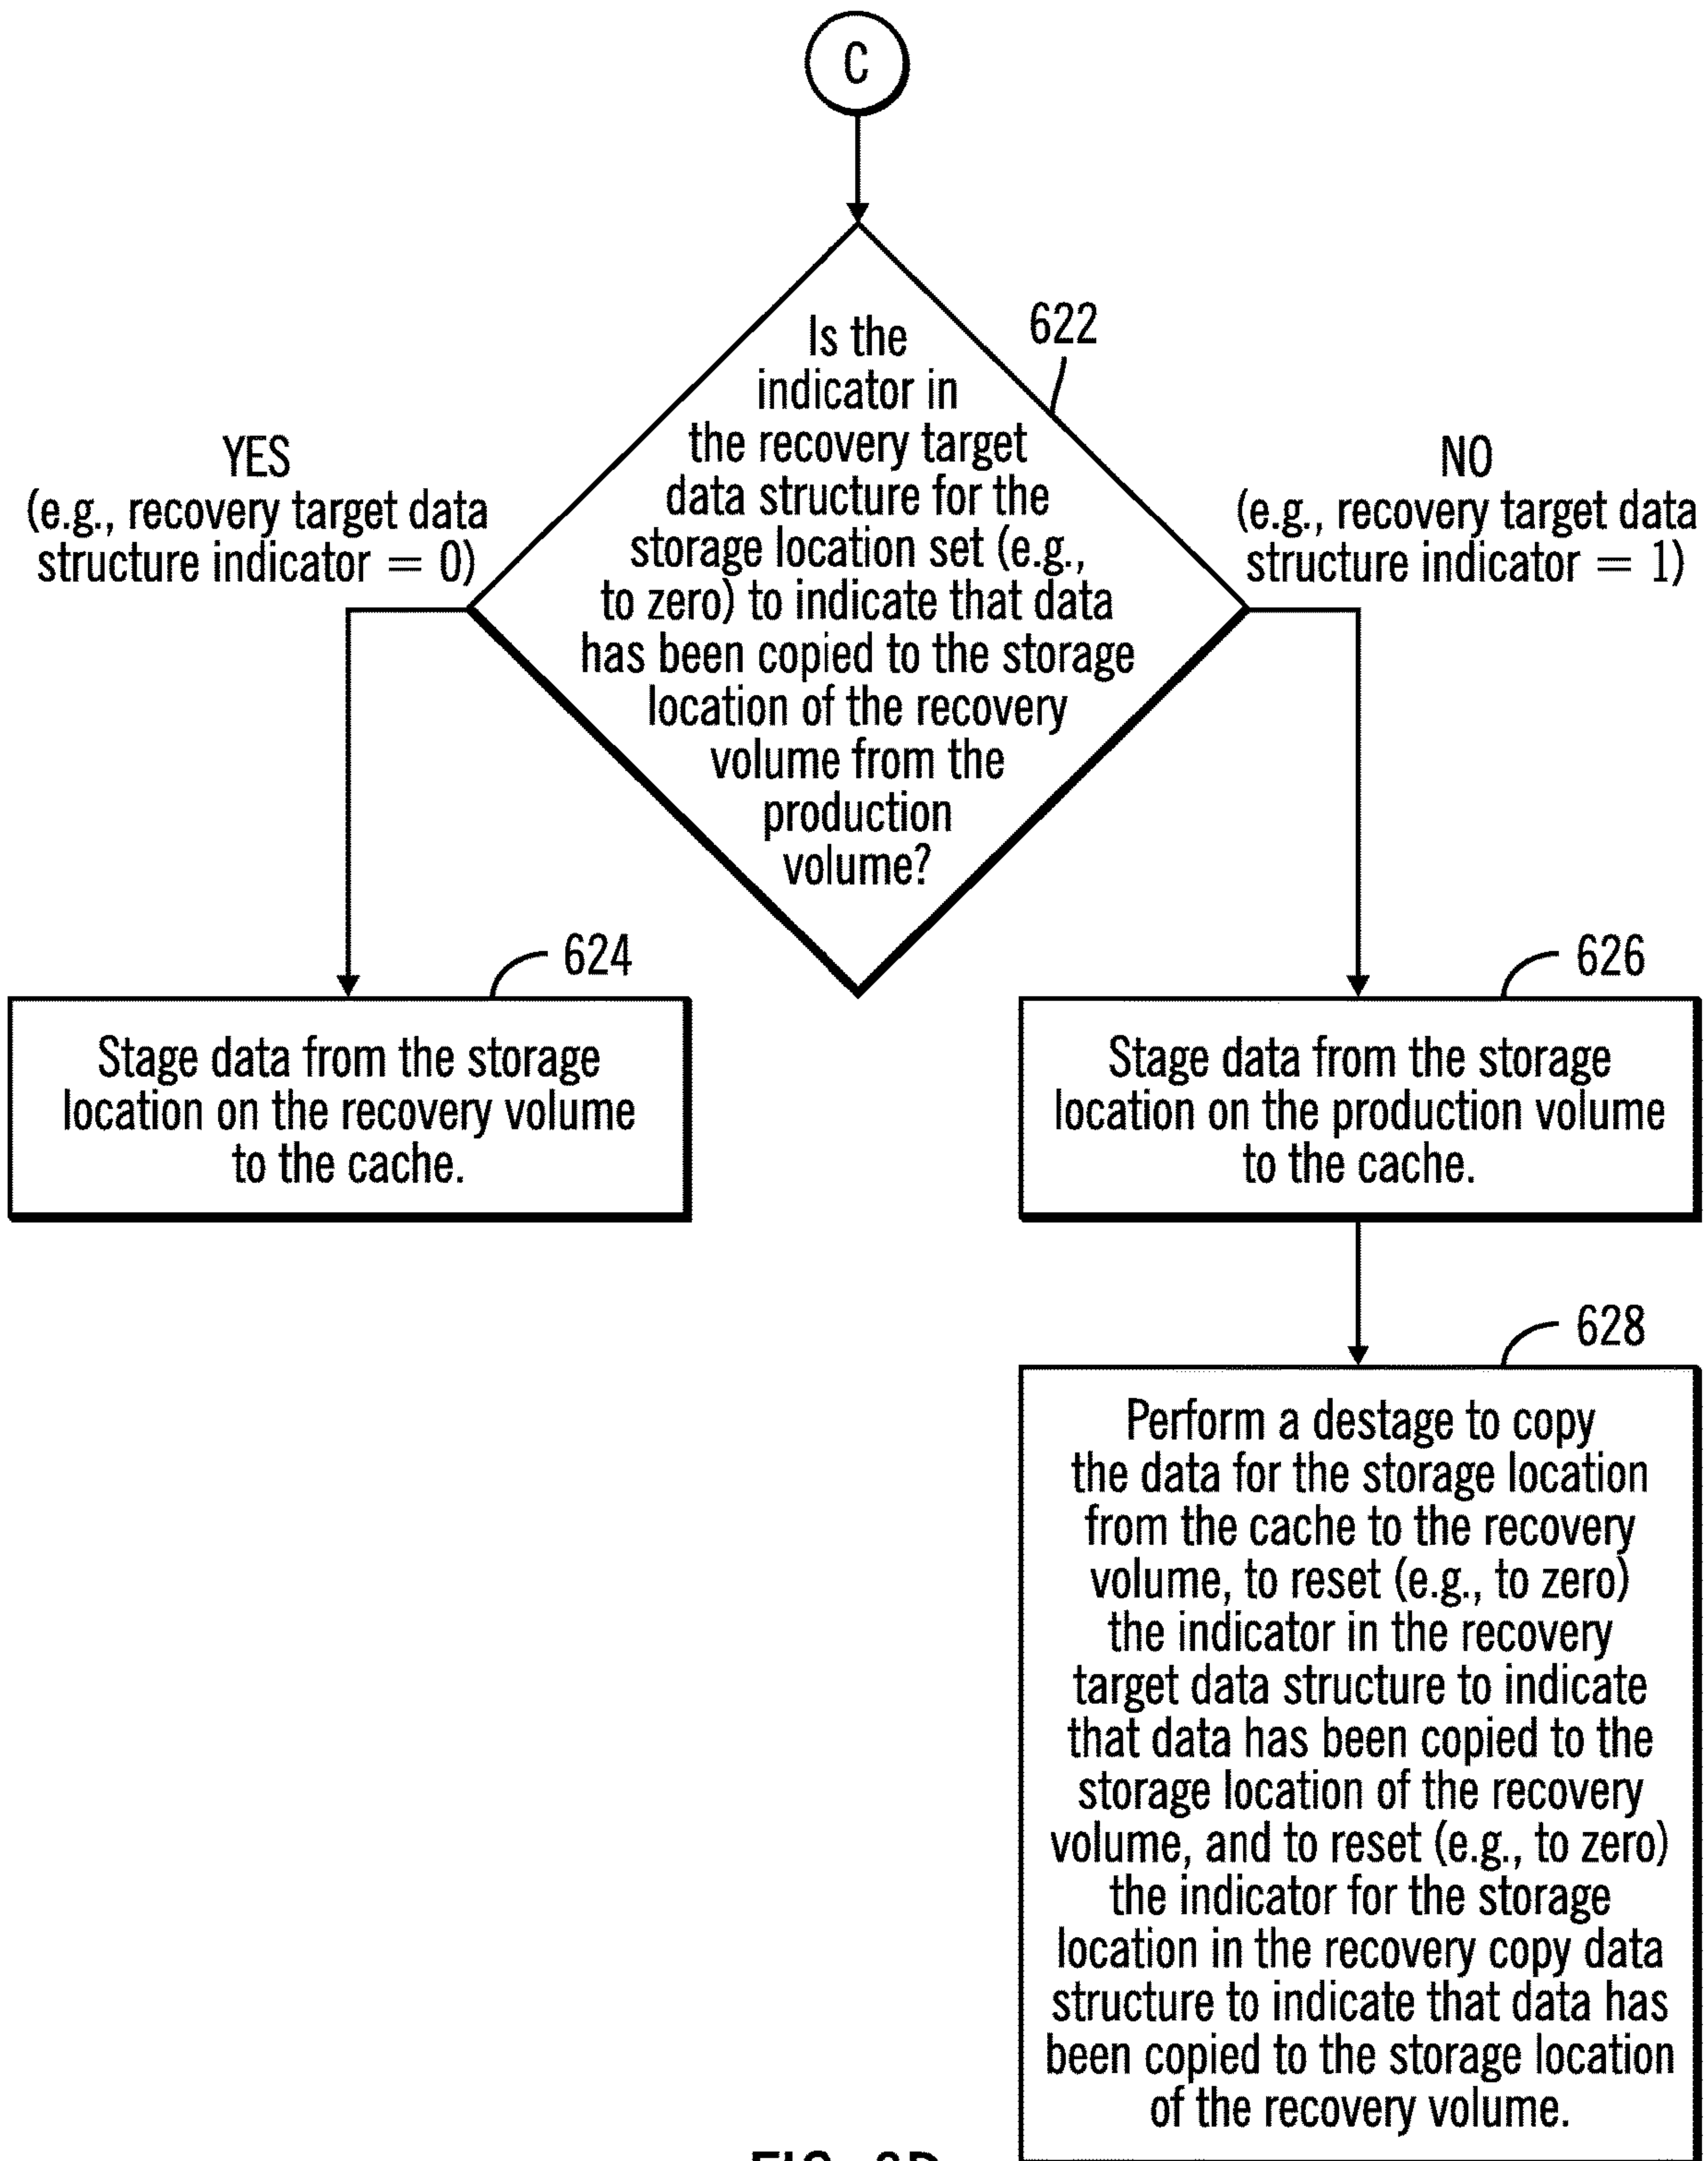 C
622
Is the
indicator in
the recovery target
data structure for the
storage location set (e.g.,
to zero) to indicate that data
has been copied to the storage
location of the recovery
volume from the
production
volume?
YES
(e.g., recovery target data
structure indicator = 0)
NO
(e.g., recovery target data
structure indicator = 1)
624
Stage data from the storage
location on the recovery volume
to the cache.
626
Stage data from the storage
location on the production volume
to the cache.
628
Perform a destage to copy
the data for the storage location
from the cache to the recovery
volume, to reset (e.g., to zero)
the indicator in the recovery
target data structure to indicate
that data has been copied to the
storage location of the recovery
volume, and to reset (e.g., to zero)
the indicator for the storage
location in the recovery copy data
structure to indicate that data has
been copied to the storage location
of the recovery volume.